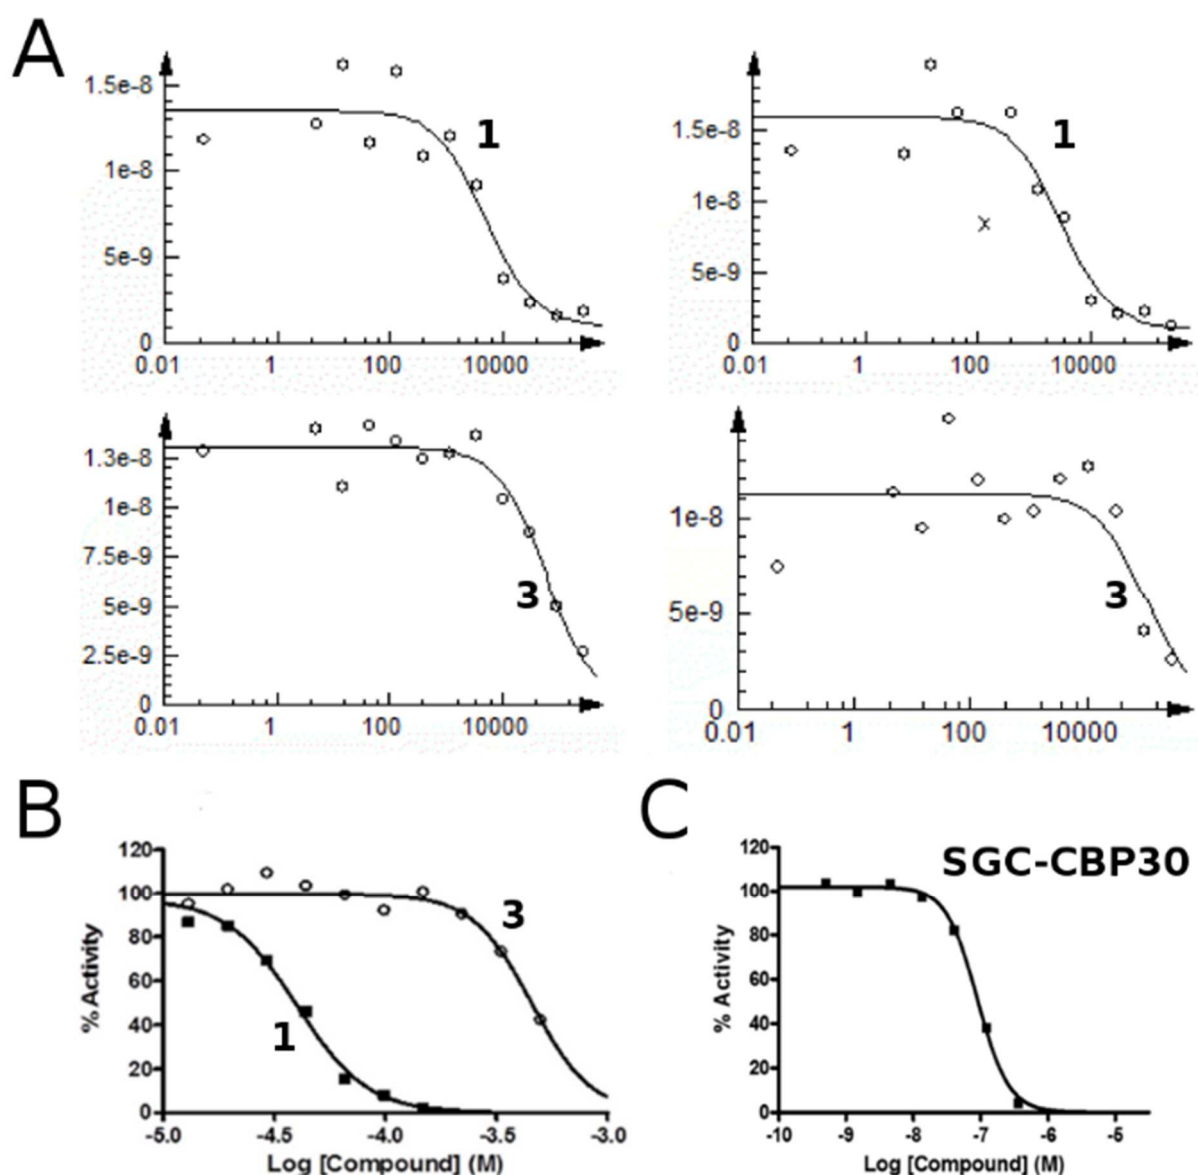 A
1.5e-8
1e-8
5e-9
0
0.01 1 100 10000
1
1.5e-8
1e-8
5e-9
0
0.01 1 100 10000
1
1.3e-8
1e-8
7.5e-9
5e-9
2.5e-9
0
0.01 1 100 10000
3
1e-8
5e-9
0
0.01 1 100 10000
3
B
120
100
80
60
40
20
0
% Activity
3
1
-5.0 -4.5 -4.0 -3.5 -3.0
Log [Compound] (M)
C
SGC-CBP30
120
100
80
60
40
20
0
% Activity
-10 -9 -8 -7 -6 -5
Log [Compound] (M)